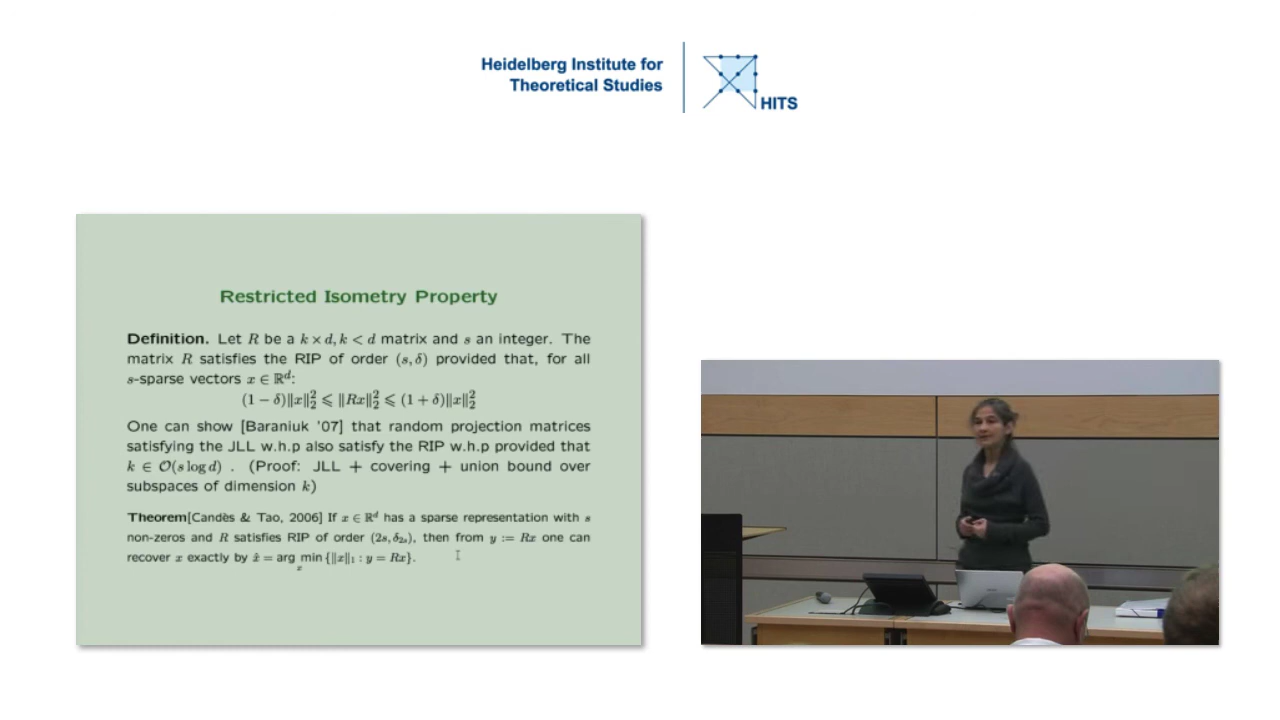 Heidelberg Institute for
Theoretical Studies
HITS
Restricted Isometry Property
Definition. Let R be a k × d, k < d matrix and s an integer. The
matrix R satisfies the RIP of order (s, δ) provided that, for all
s-sparse vectors x ∈ ℝᵈ:
(1 − δ)‖x‖₂² ⩽ ‖Rx‖₂² ⩽ (1 + δ)‖x‖₂²
One can show [Baraniuk '07] that random projection matrices
satisfying the JLL w.h.p also satisfy the RIP w.h.p provided that
k ∈ 𝒪(s log d) . (Proof: JLL + covering + union bound over
subspaces of dimension k)
Theorem[Candès & Tao, 2006] If x ∈ ℝᵈ has a sparse representation with s
non-zeros and R satisfies RIP of order (2s, δ₂ₛ), then from y := Rx one can
recover x exactly by x̂ = arg minₓ {‖x‖₁ : y = Rx}.